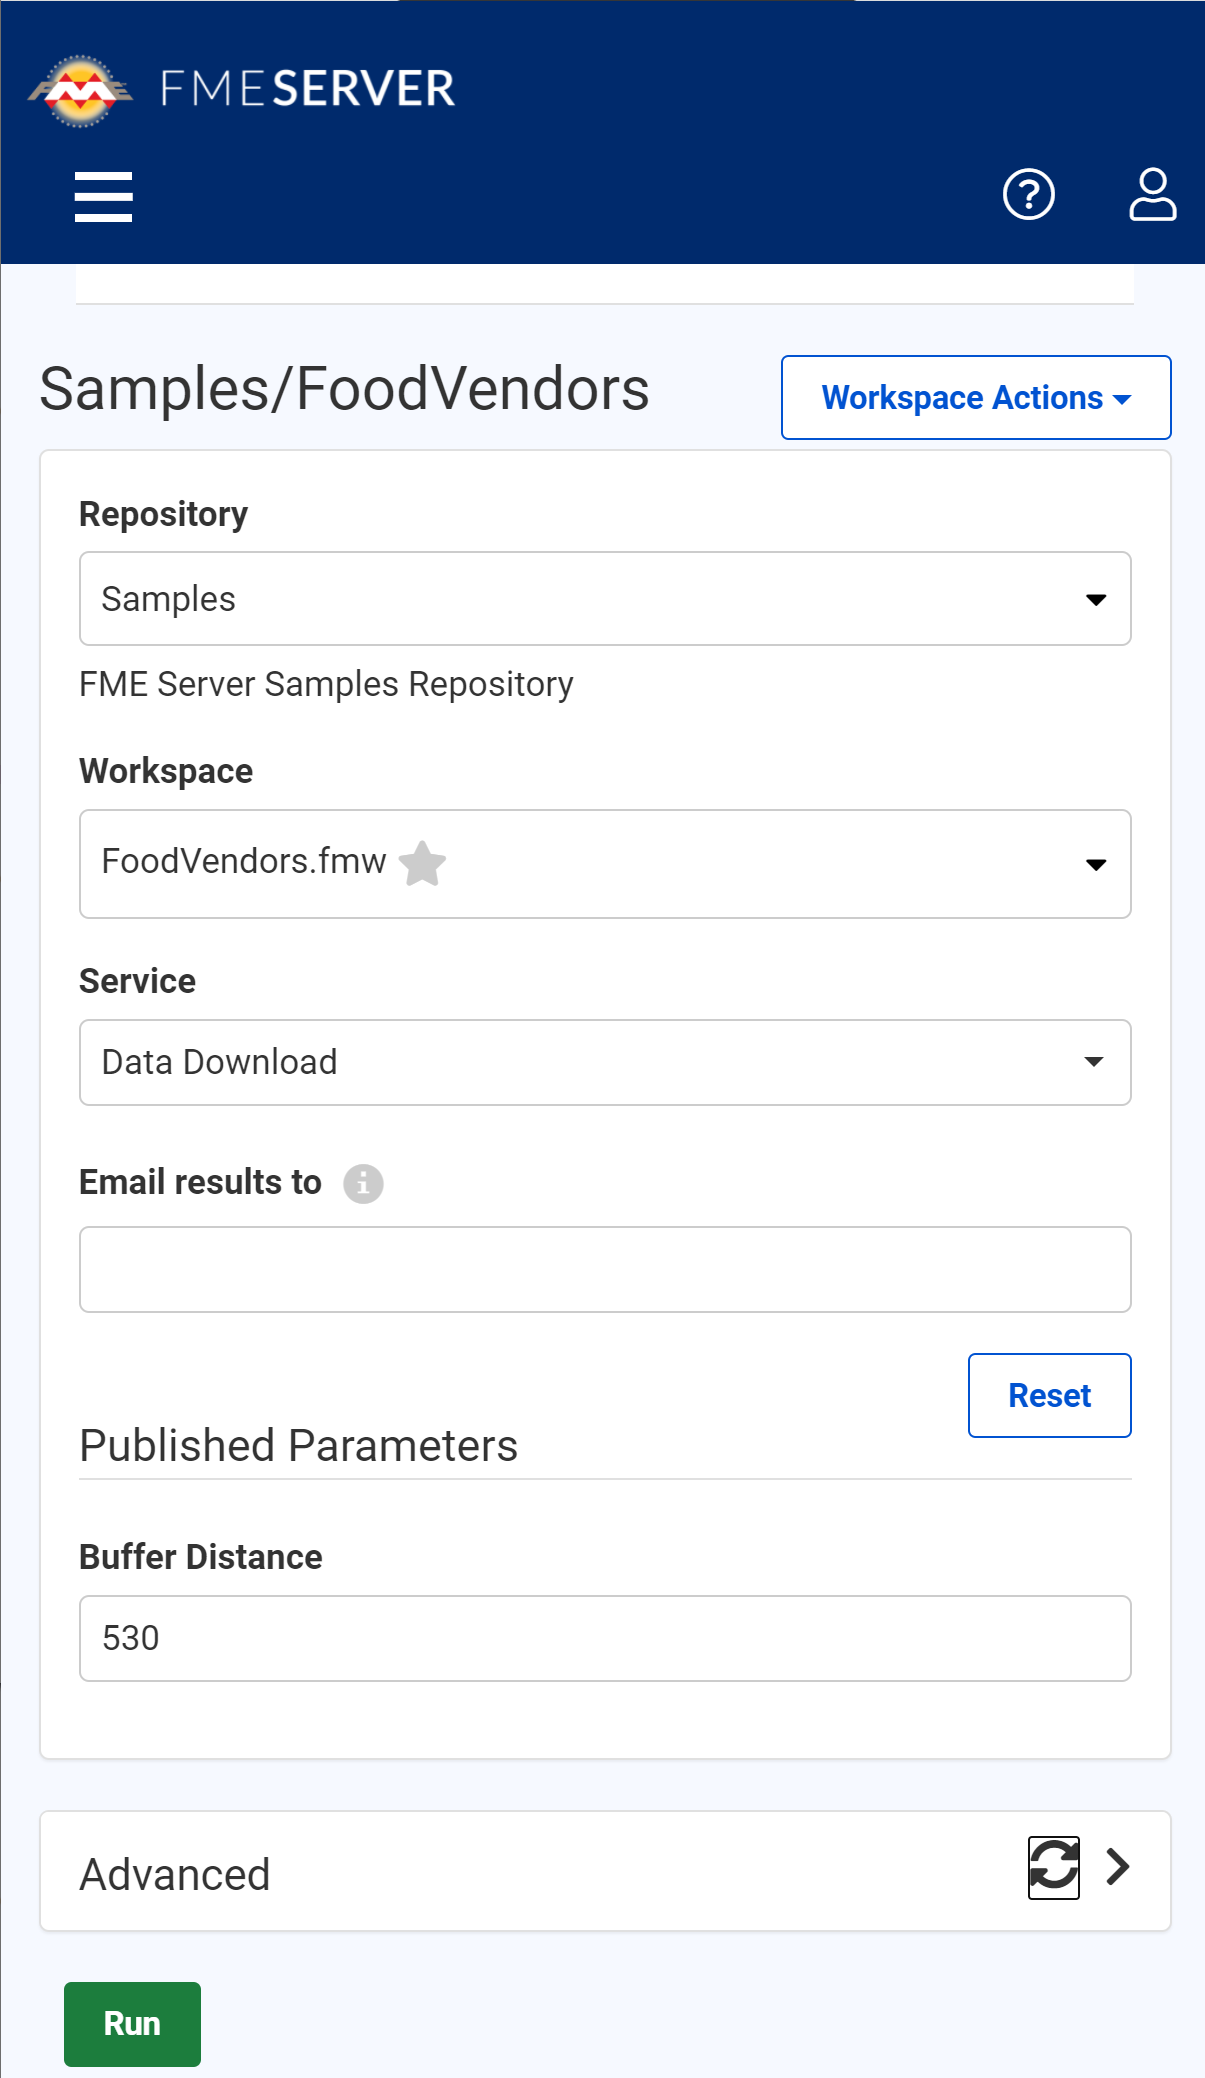 FME SERVER
Samples/FoodVendors
Workspace Actions
Repository
Samples
FME Server Samples Repository
Workspace
FoodVendors.fmw
Service
Data Download
Email results to
Reset
Published Parameters
Buffer Distance
530
Advanced
Run